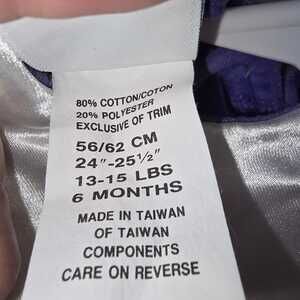 80% COTTON/COTON
20% POLYESTER
EXCLUSIVE OF TRIM
56/62 CM
24"-25½"
13-15 LBS
6 MONTHS
MADE IN TAIWAN
OF TAIWAN
COMPONENTS
CARE ON REVERSE